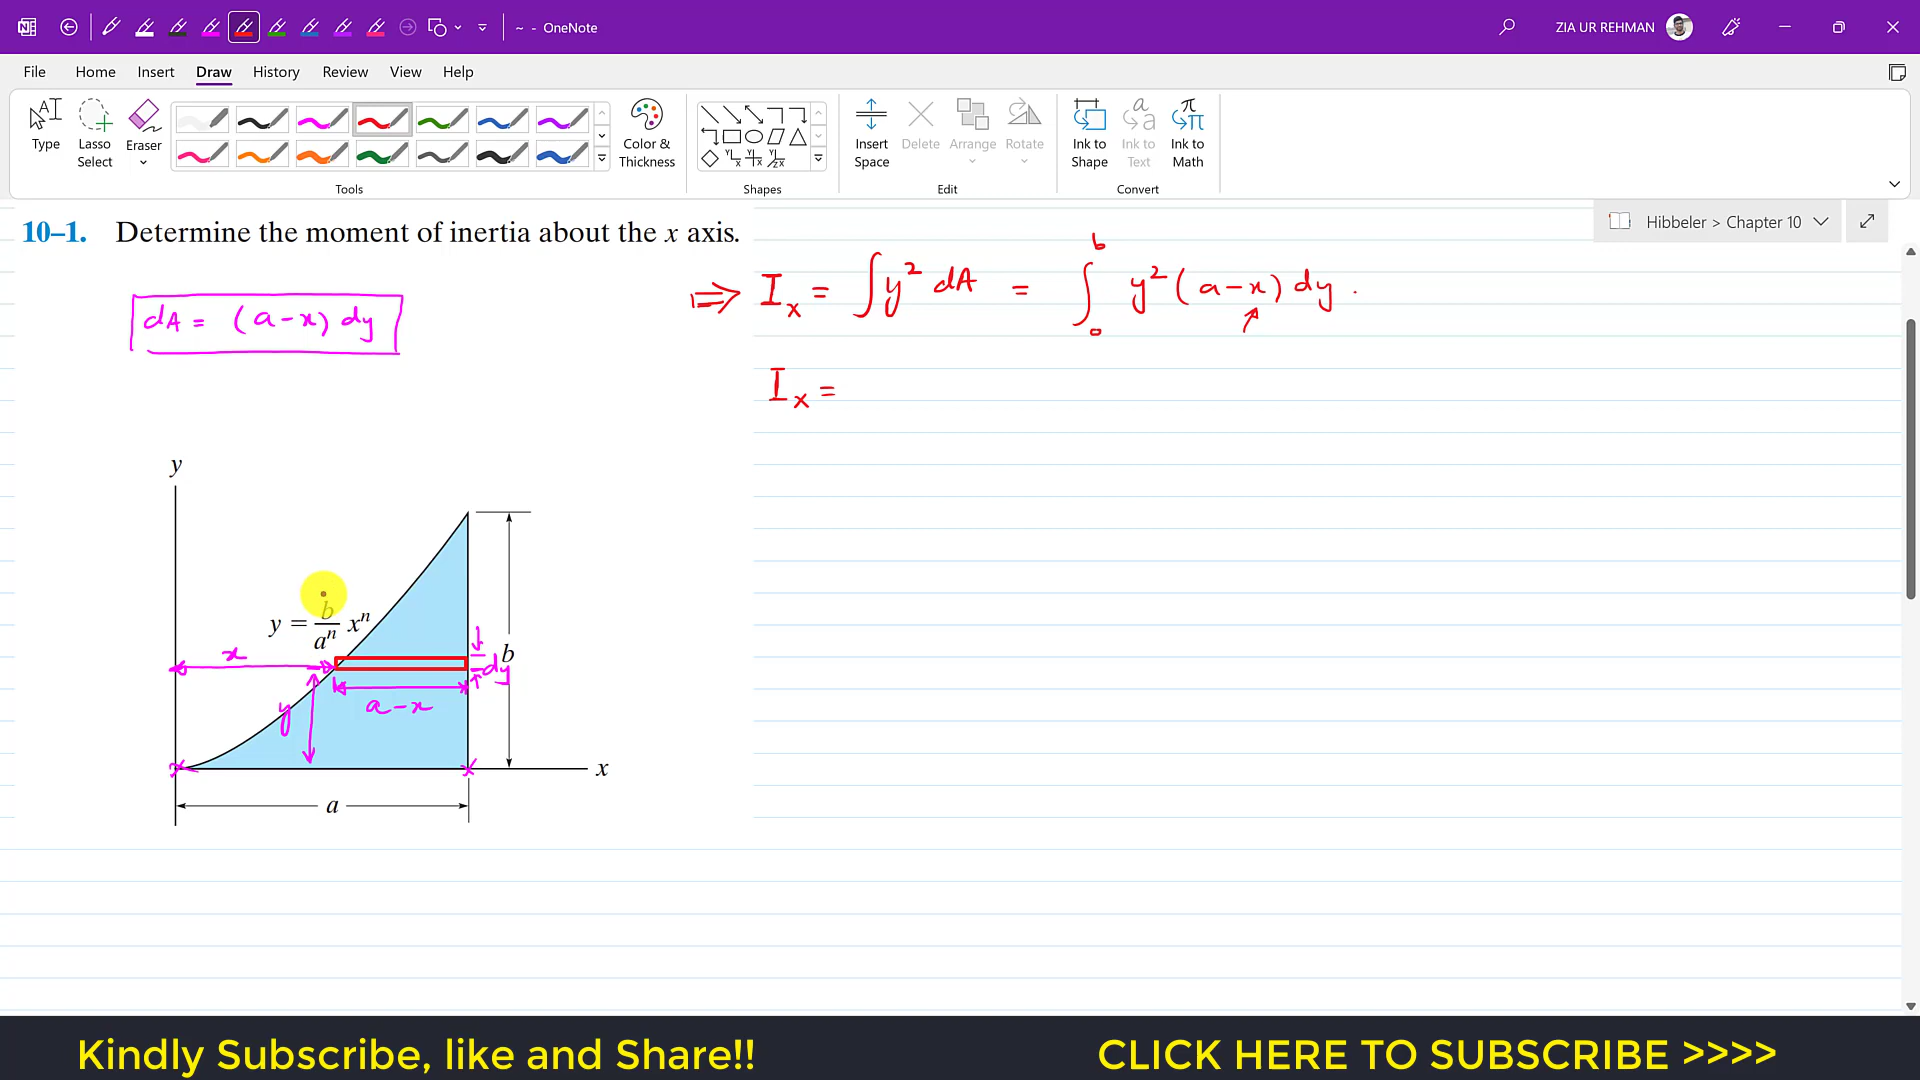 ~ - OneNote
ZIA UR REHMAN
File Home Insert Draw History Review View Help
Type
Lasso Select
Eraser
Color & Thickness
Insert Space
Delete
Arrange
Rotate
Ink to Shape
Ink to Text
Ink to Math
Tools
Shapes
Edit
Convert
Hibbeler > Chapter 10
10–1. Determine the moment of inertia about the x axis.
dA = (a-x) dy
⇒ Iₓ = ∫y² dA = ∫₀ᵇ y² (a-x) dy.
Iₓ =
y
y = b/aⁿ xⁿ
x
dy
b
a-x
y
x
a
Kindly Subscribe, like and Share!!
CLICK HERE TO SUBSCRIBE >>>>